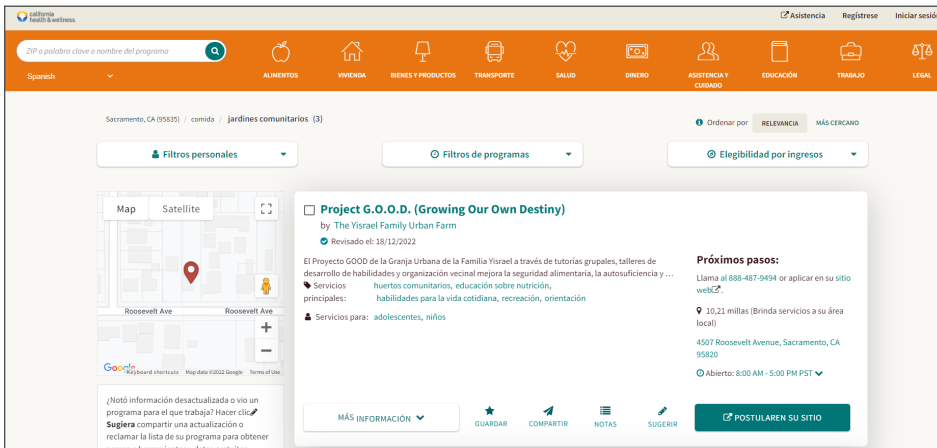 california
health & wellness.
Asistencia Regístrese Iniciar sesión
ZIP o palabra clave o nombre del programa
Spanish
ALIMENTOS VIVIENDA BIENES Y PRODUCTOS TRANSPORTE SALUD DINERO ASISTENCIA Y CUIDADO EDUCACIÓN TRABAJO LEGAL
Sacramento, CA (95835) / comida / jardines comunitarios (3)
Ordenar por RELEVANCIA MÁS CERCANO
Filtros personales Filtros de programas Elegibilidad por ingresos
Map Satellite
Roosevelt Ave Roosevelt Ave
Google
Keyboard shortcuts Map data ©2022 Google Terms of Use
¿Notó información desactualizada o vio un
programa para el que trabaja? Hacer clic
Sugiera compartir una actualización o
reclamar la lista de su programa para obtener
Project G.O.O.D. (Growing Our Own Destiny)
by The Yisrael Family Urban Farm
Revisado el: 18/12/2022
El Proyecto GOOD de la Granja Urbana de la Familia Yisrael a través de tutorías grupales, talleres de
desarrollo de habilidades y organización vecinal mejora la seguridad alimentaria, la autosuficiencia y ...
Servicios principales: huertos comunitarios, educación sobre nutrición,
habilidades para la vida cotidiana, recreación, orientación
Servicios para: adolescentes, niños
Próximos pasos:
Llama al 888-487-9494 or aplicar en su sitio
web.
10,21 millas (Brinda servicios a su área
local)
4507 Roosevelt Avenue, Sacramento, CA
95820
Abierto: 8:00 AM - 5:00 PM PST
MÁS INFORMACIÓN GUARDAR COMPARTIR NOTAS SUGERIR POSTULAREN SU SITIO